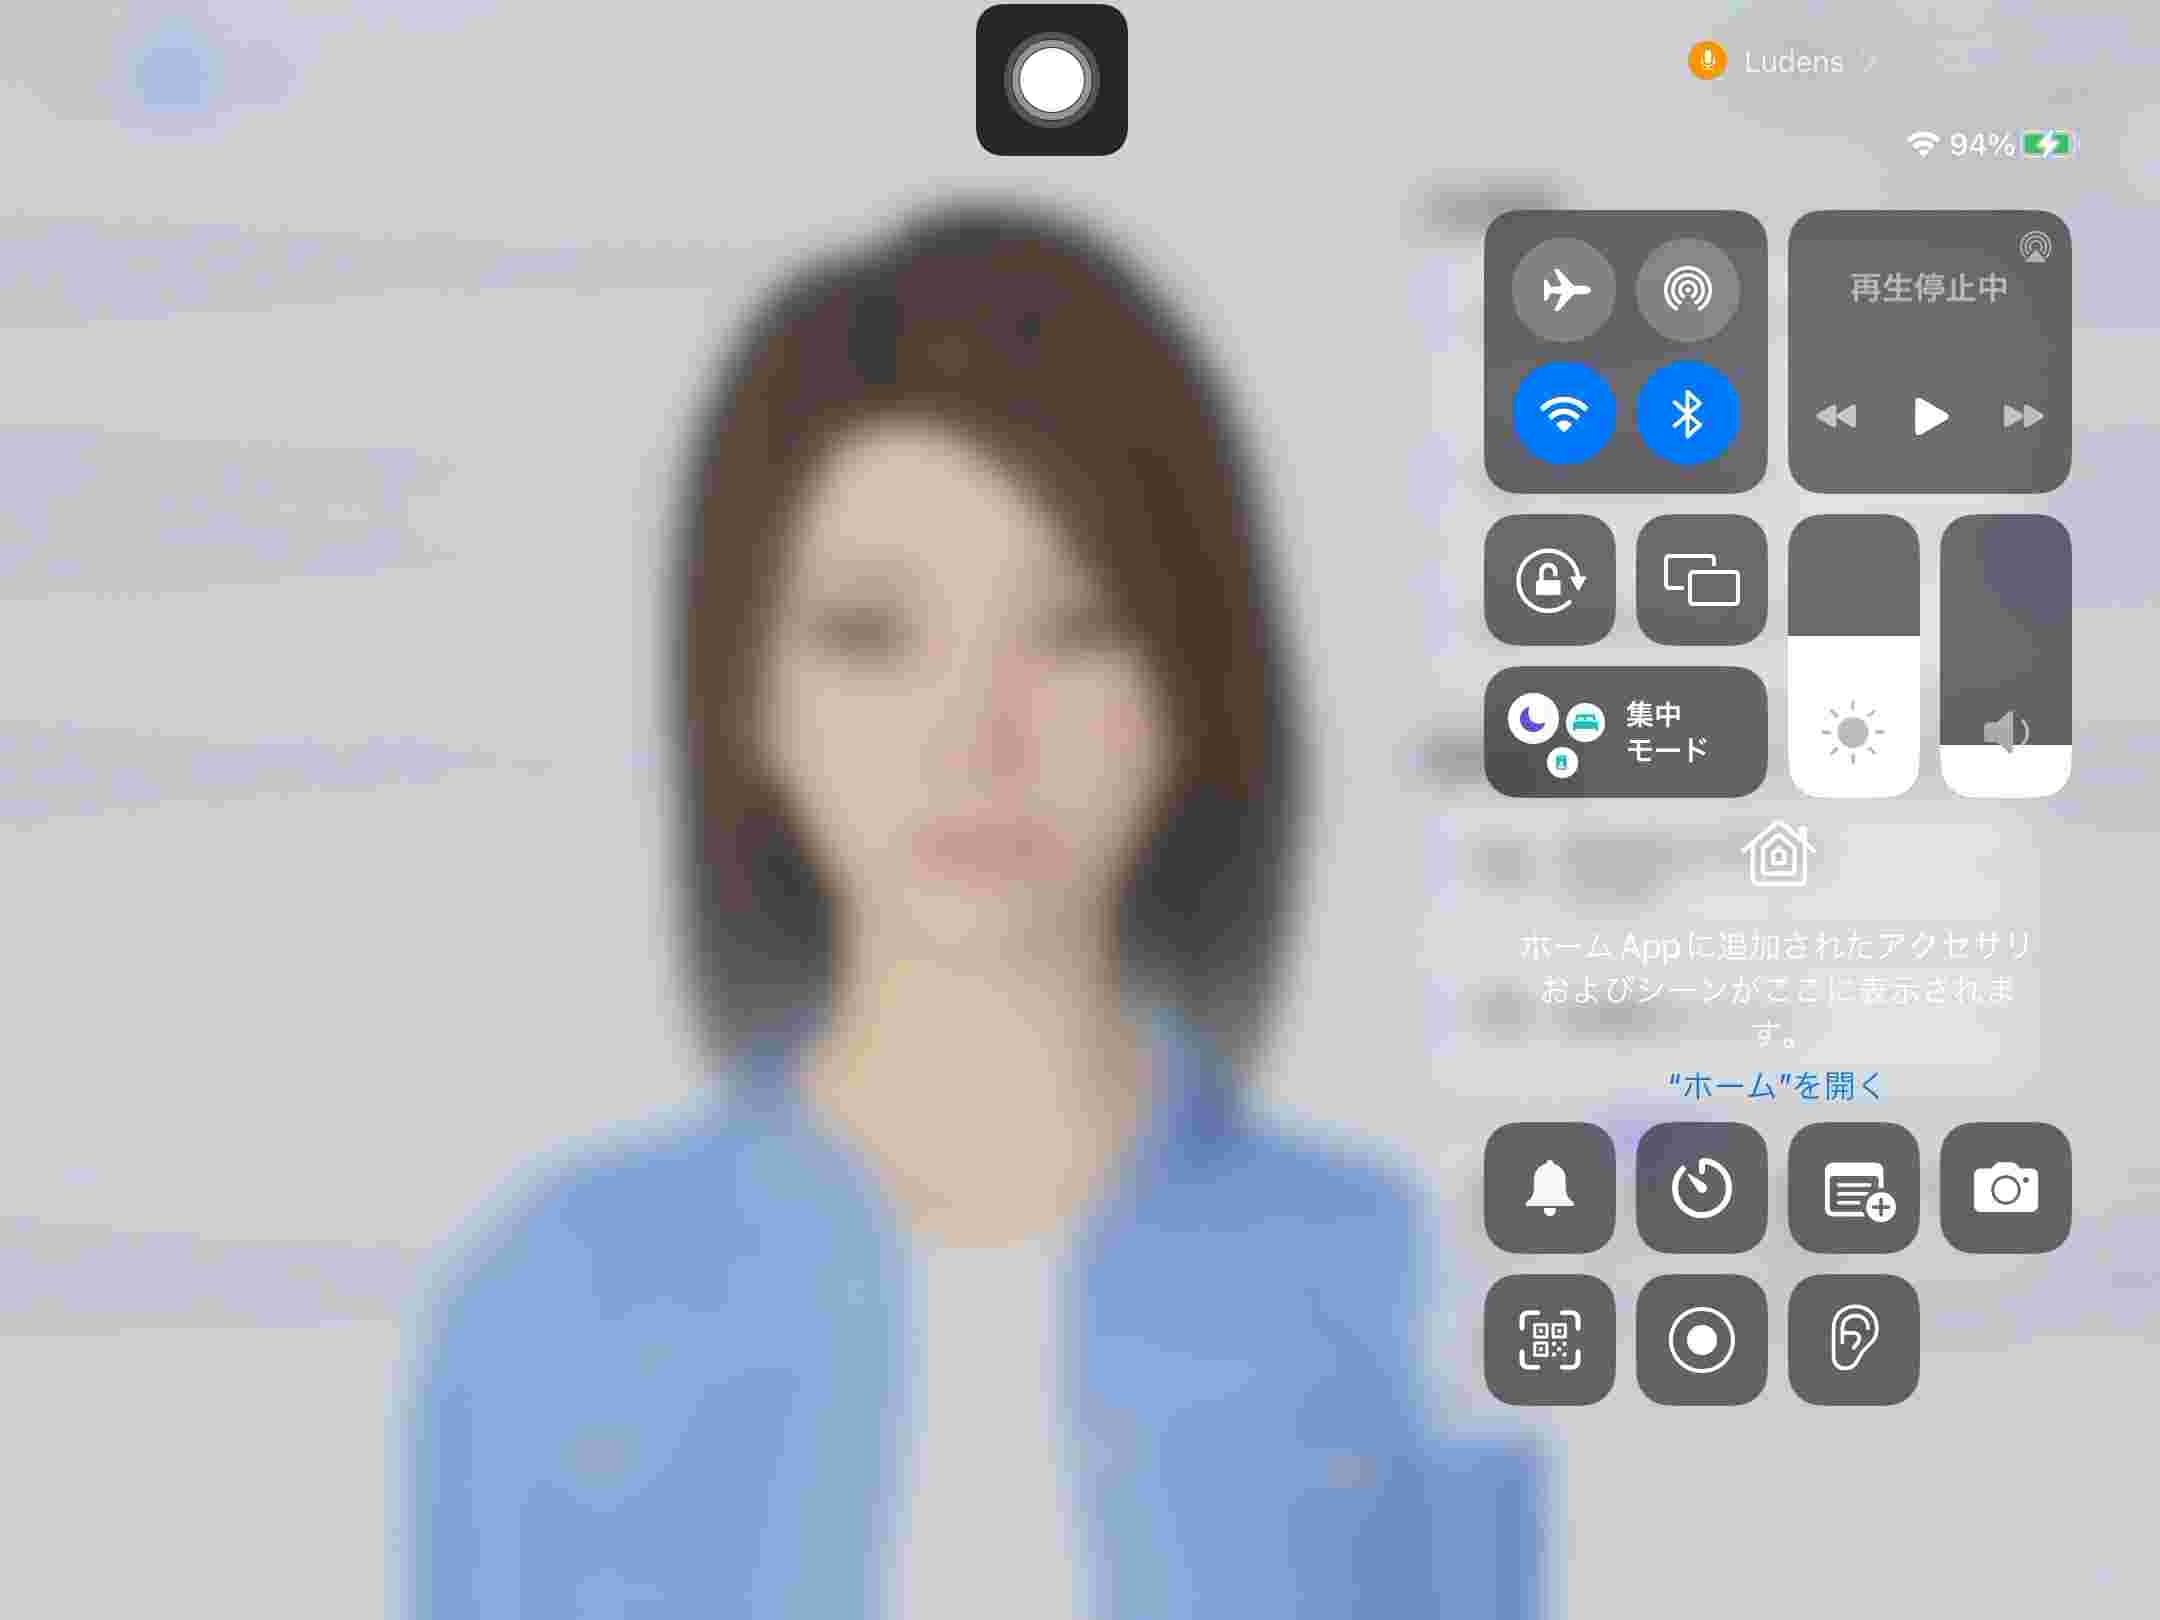 Ludens
94%
再生停止中
集中
モード
ホームAppに追加されたアクセサリ
およびシーンがここに表示されま
す。
“ホーム”を開く